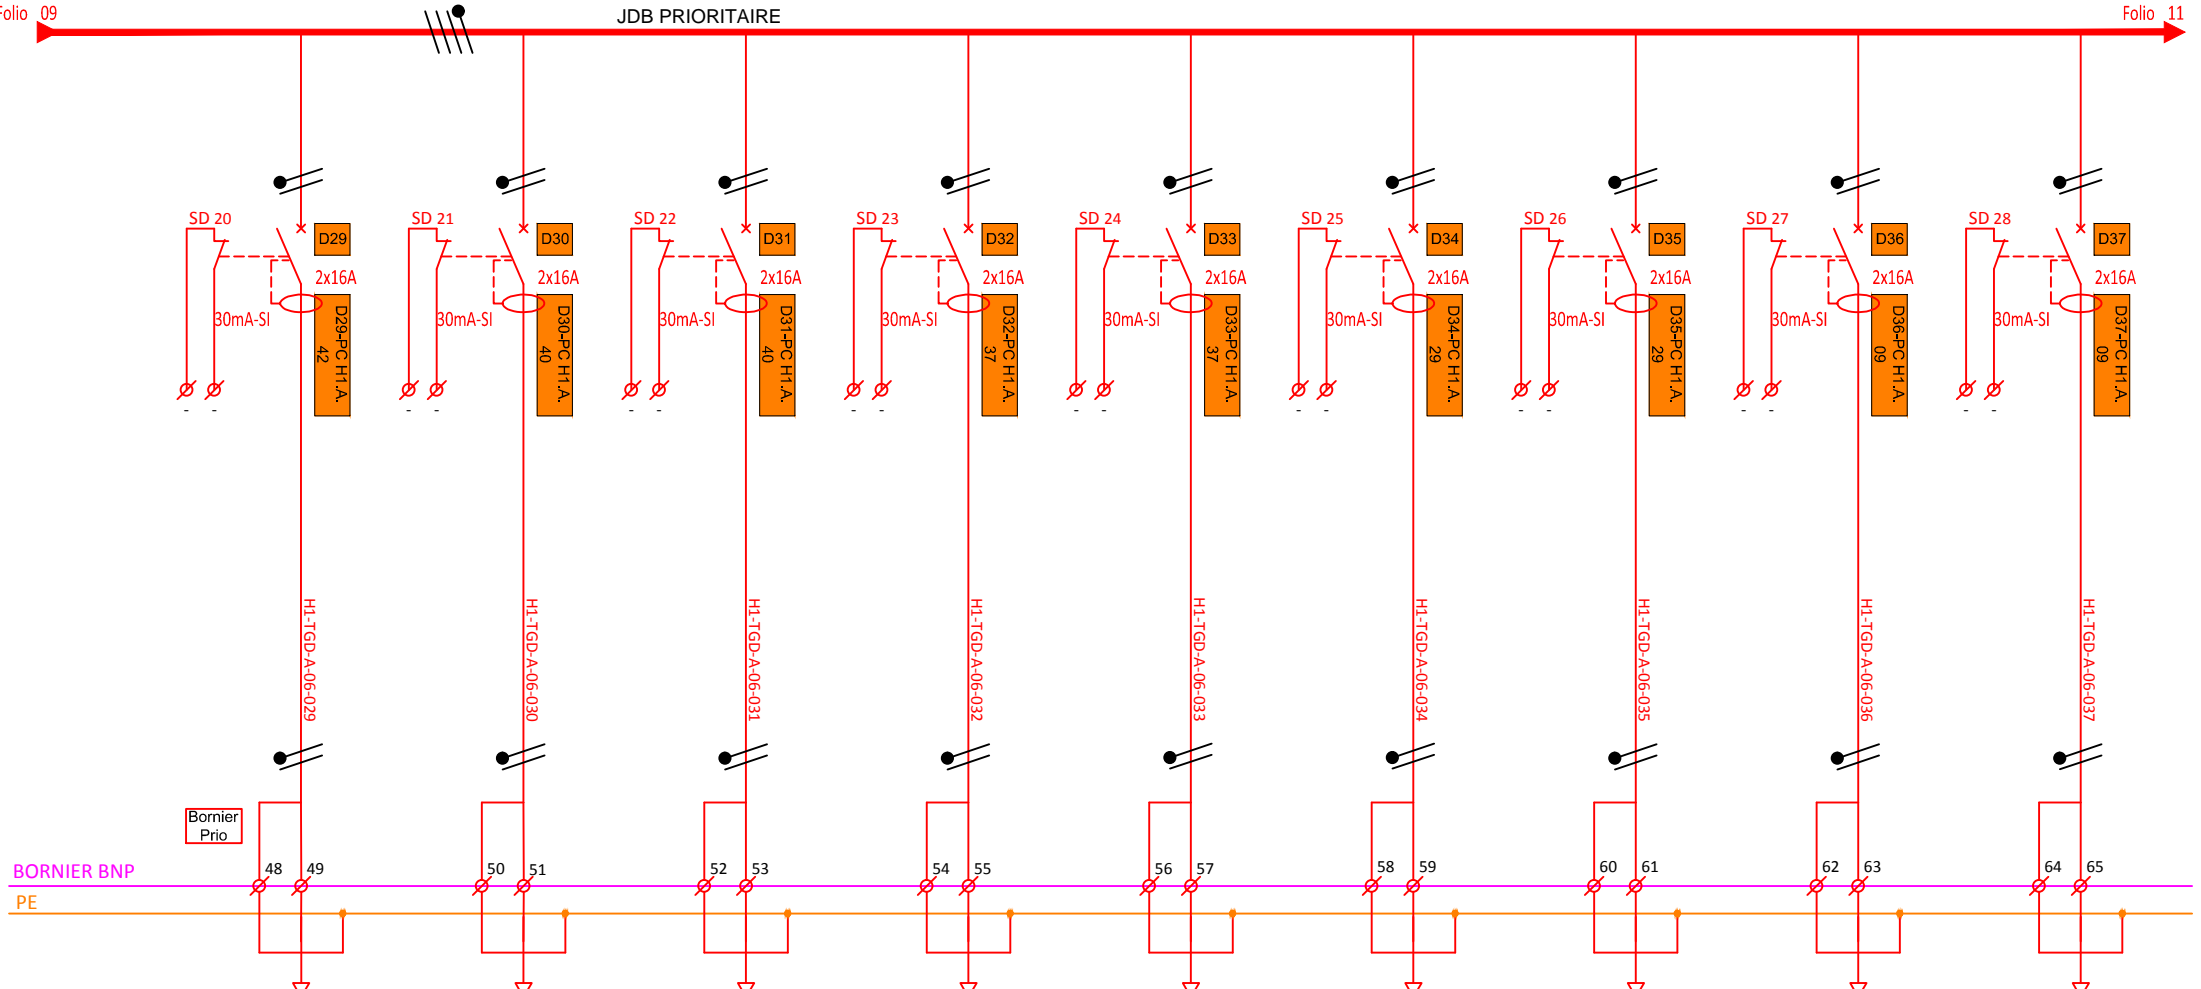 Folio 09
JDB PRIORITAIRE
Folio 11
SD 20
D29
2x16A
30mA-SI
D29-PC H1.A.
42
- -
SD 21
D30
2x16A
30mA-SI
D30-PC H1.A.
40
- -
SD 22
D31
2x16A
30mA-SI
D31-PC H1.A.
40
- -
SD 23
D32
2x16A
30mA-SI
D32-PC H1.A.
37
- -
SD 24
D33
2x16A
30mA-SI
D33-PC H1.A.
37
- -
SD 25
D34
2x16A
30mA-SI
D34-PC H1.A.
29
- -
SD 26
D35
2x16A
30mA-SI
D35-PC H1.A.
29
- -
SD 27
D36
2x16A
30mA-SI
D36-PC H1.A.
09
- -
SD 28
D37
2x16A
30mA-SI
D37-PC H1.A.
09
- -
H1-TGD-A-06-029
H1-TGD-A-06-030
H1-TGD-A-06-031
H1-TGD-A-06-032
H1-TGD-A-06-033
H1-TGD-A-06-034
H1-TGD-A-06-035
H1-TGD-A-06-036
H1-TGD-A-06-037
Bornier
Prio
BORNIER BNP
48 49 50 51 52 53 54 55 56 57 58 59 60 61 62 63 64 65
PE